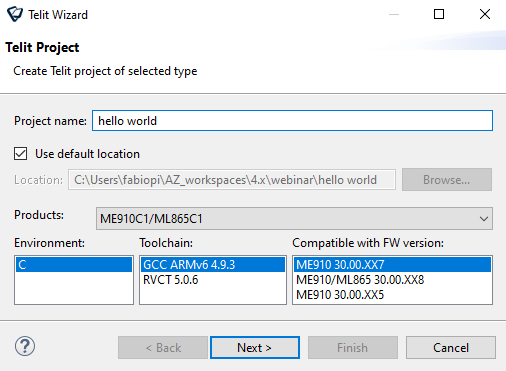 Telit Wizard
Telit Project
Create Telit project of selected type
Project name: hello world
Use default location
Location: C:\Users\fabiopi\AZ_workspaces\4.x\webinar\hello world Browse...
Products: ME910C1/ML865C1
Environment: Toolchain: Compatible with FW version:
C GCC ARMv6 4.9.3 ME910 30.00.XX7
RVCT 5.0.6 ME910/ML865 30.00.XX8
ME910 30.00.XX5
? < Back Next > Finish Cancel